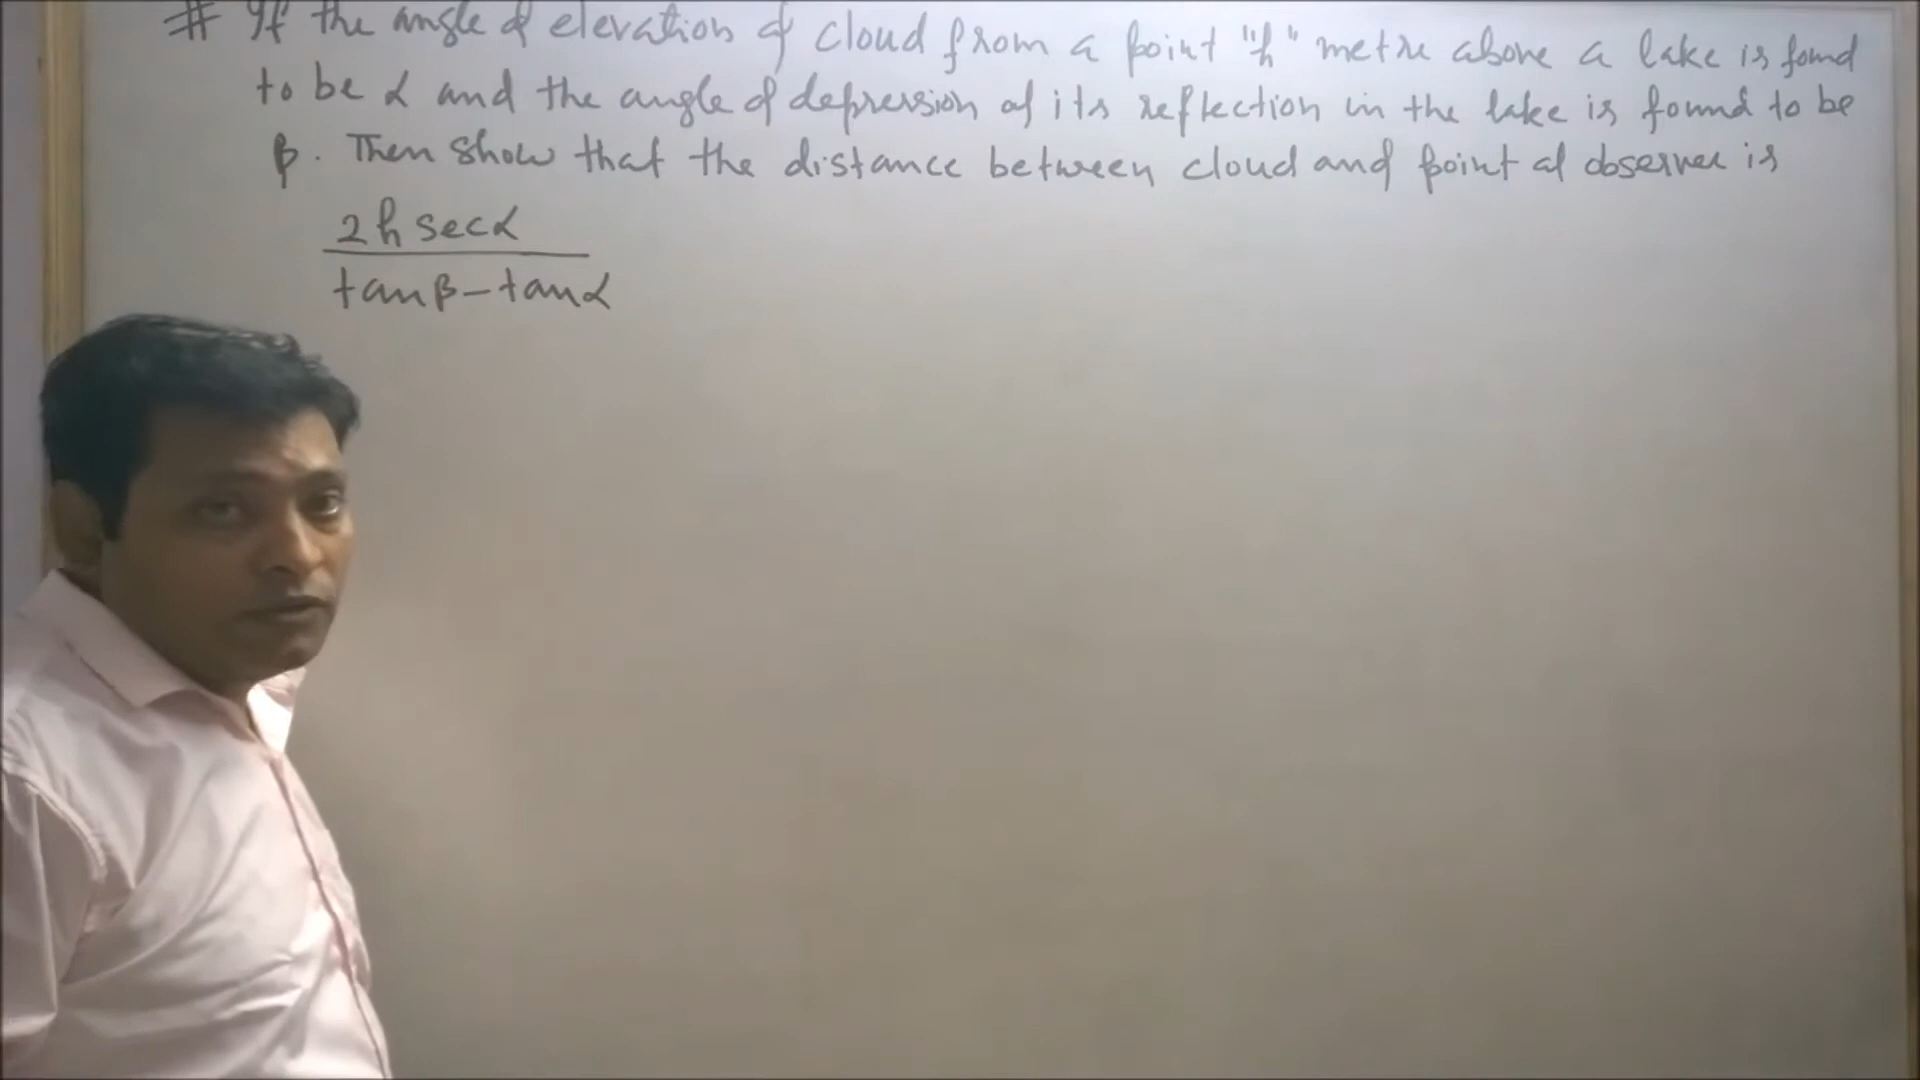 # If the angle of elevation of cloud from a point "h" metre above a lake is found
to be α and the angle of depression of its reflection in the lake is found to be
β. Then show that the distance between cloud and point of observer is
2h secα
tanβ-tanα